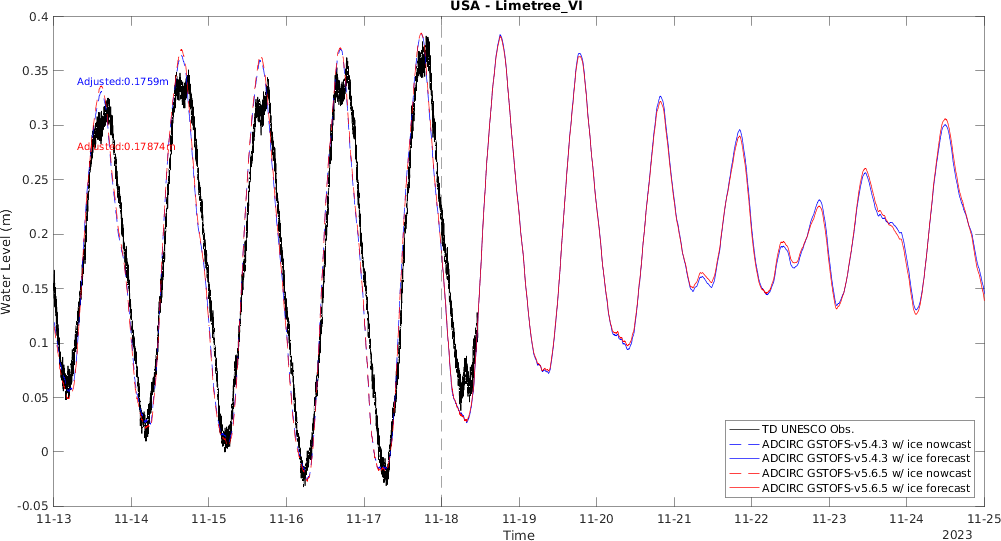 USA - Limetree_VI
0.4
0.35
0.3
0.25
0.2
0.15
0.1
0.05
0
-0.05
Water Level (m)
Adjusted:0.1759m
Adjusted:0.17874m
TD UNESCO Obs.
ADCIRC GSTOFS-v5.4.3 w/ ice nowcast
ADCIRC GSTOFS-v5.4.3 w/ ice forecast
ADCIRC GSTOFS-v5.6.5 w/ ice nowcast
ADCIRC GSTOFS-v5.6.5 w/ ice forecast
11-13 11-14 11-15 11-16 11-17 11-18 11-19 11-20 11-21 11-22 11-23 11-24 11-25
Time
2023